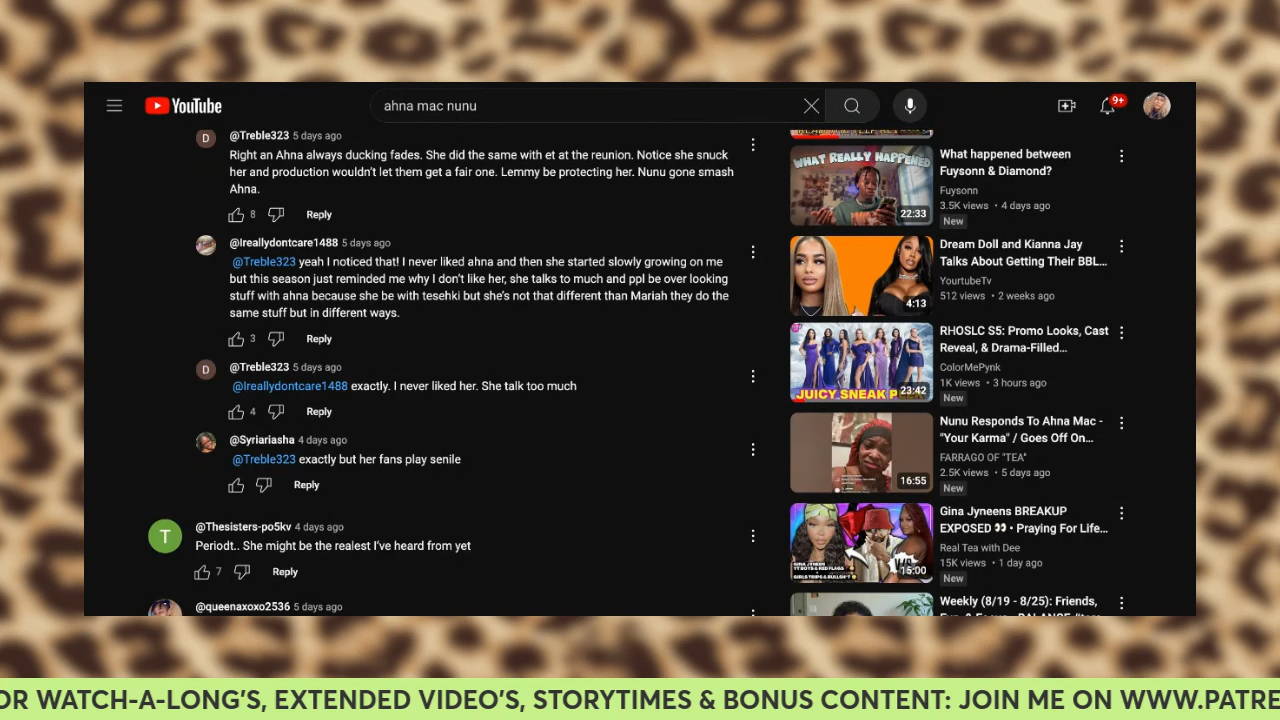 YouTube
ahna mac nunu
9+
D
@Treble323 5 days ago
Right an Ahna always ducking fades. She did the same with et at the reunion. Notice she snuck
her and production wouldn't let them get a fair one. Lemmy be protecting her. Nunu gone smash
Ahna.
8
Reply
@Ireallydontcare1488 5 days ago
@Treble323 yeah I noticed that! I never liked ahna and then she started slowly growing on me
but this season just reminded me why I don't like her, she talks to much and ppl be over looking
stuff with ahna because she be with tesehki but she's not that different than Mariah they do the
same stuff but in different ways.
3
Reply
D
@Treble323 5 days ago
@Ireallydontcare1488 exactly. I never liked her. She talk too much
4
Reply
@Syriariasha 4 days ago
@Treble323 exactly but her fans play senile
Reply
T
@Thesisters-po5kv 4 days ago
Periodt.. She might be the realest I've heard from yet
7
Reply
@queenaxoxo2536 5 days ago
WHAT REALLY HAPPENED
22:33
What happened between
Fuysonn & Diamond?
Fuysonn
3.5K views • 4 days ago
New
4:13
Dream Doll and Kianna Jay
Talks About Getting Their BBL...
YourtubeTv
512 views • 2 weeks ago
JUICY SNEAK P
23:42
RHOSLC S5: Promo Looks, Cast
Reveal, & Drama-Filled...
ColorMePynk
1K views • 3 hours ago
New
16:55
Nunu Responds To Ahna Mac -
"Your Karma" / Goes Off On...
FARRAGO OF "TEA"
2.5K views • 5 days ago
New
GINA JYNEEN
15:00
Gina Jyneens BREAKUP
EXPOSED 👀 • Praying For Life...
Real Tea with Dee
15K views • 1 day ago
New
Weekly (8/19 - 8/25): Friends,
OR WATCH-A-LONG'S, EXTENDED VIDEO'S, STORYTIMES & BONUS CONTENT: JOIN ME ON WWW.PATRE